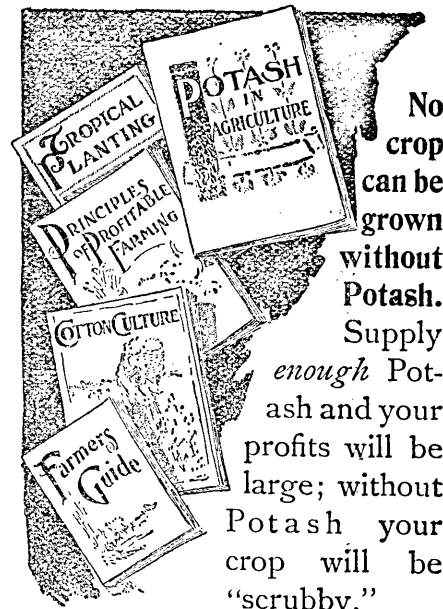 TROPICAL
PLANTING
POTASH
IN
AGRICULTURE
PRINCIPLES
OF PROFITABLE
FARMING
COTTON CULTURE
Farmers
Guide
No
crop
can be
grown
without
Potash.
Supply
enough Pot-
ash and your
profits will be
large; without
Potash your
crop will be
“scrubby.”